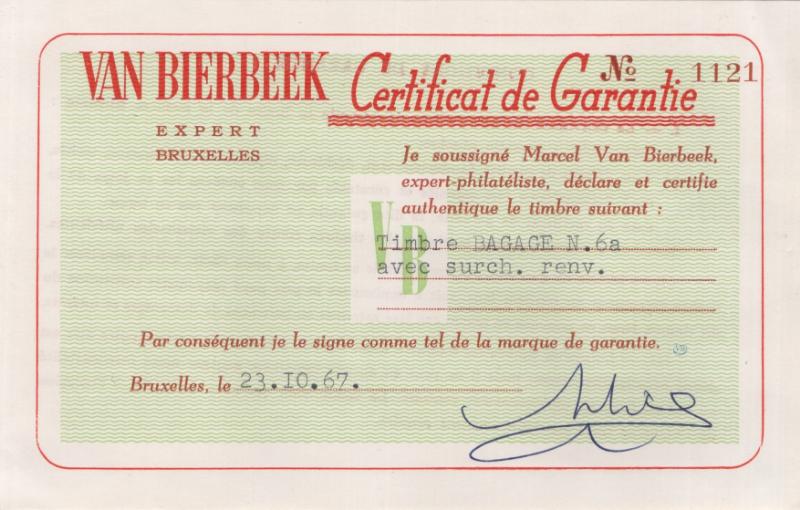 VAN BIERBEEK
EXPERT
BRUXELLES
Certificat de Garantie
No 1121
Je soussigné Marcel Van Bierbeek,
expert-philatéliste, déclare et certifie
authentique le timbre suivant :
VB
Timbre BAGAGE N.6a
avec surch. renv.
Par conséquent je le signe comme tel de la marque de garantie.
Bruxelles, le 23.IO.67.